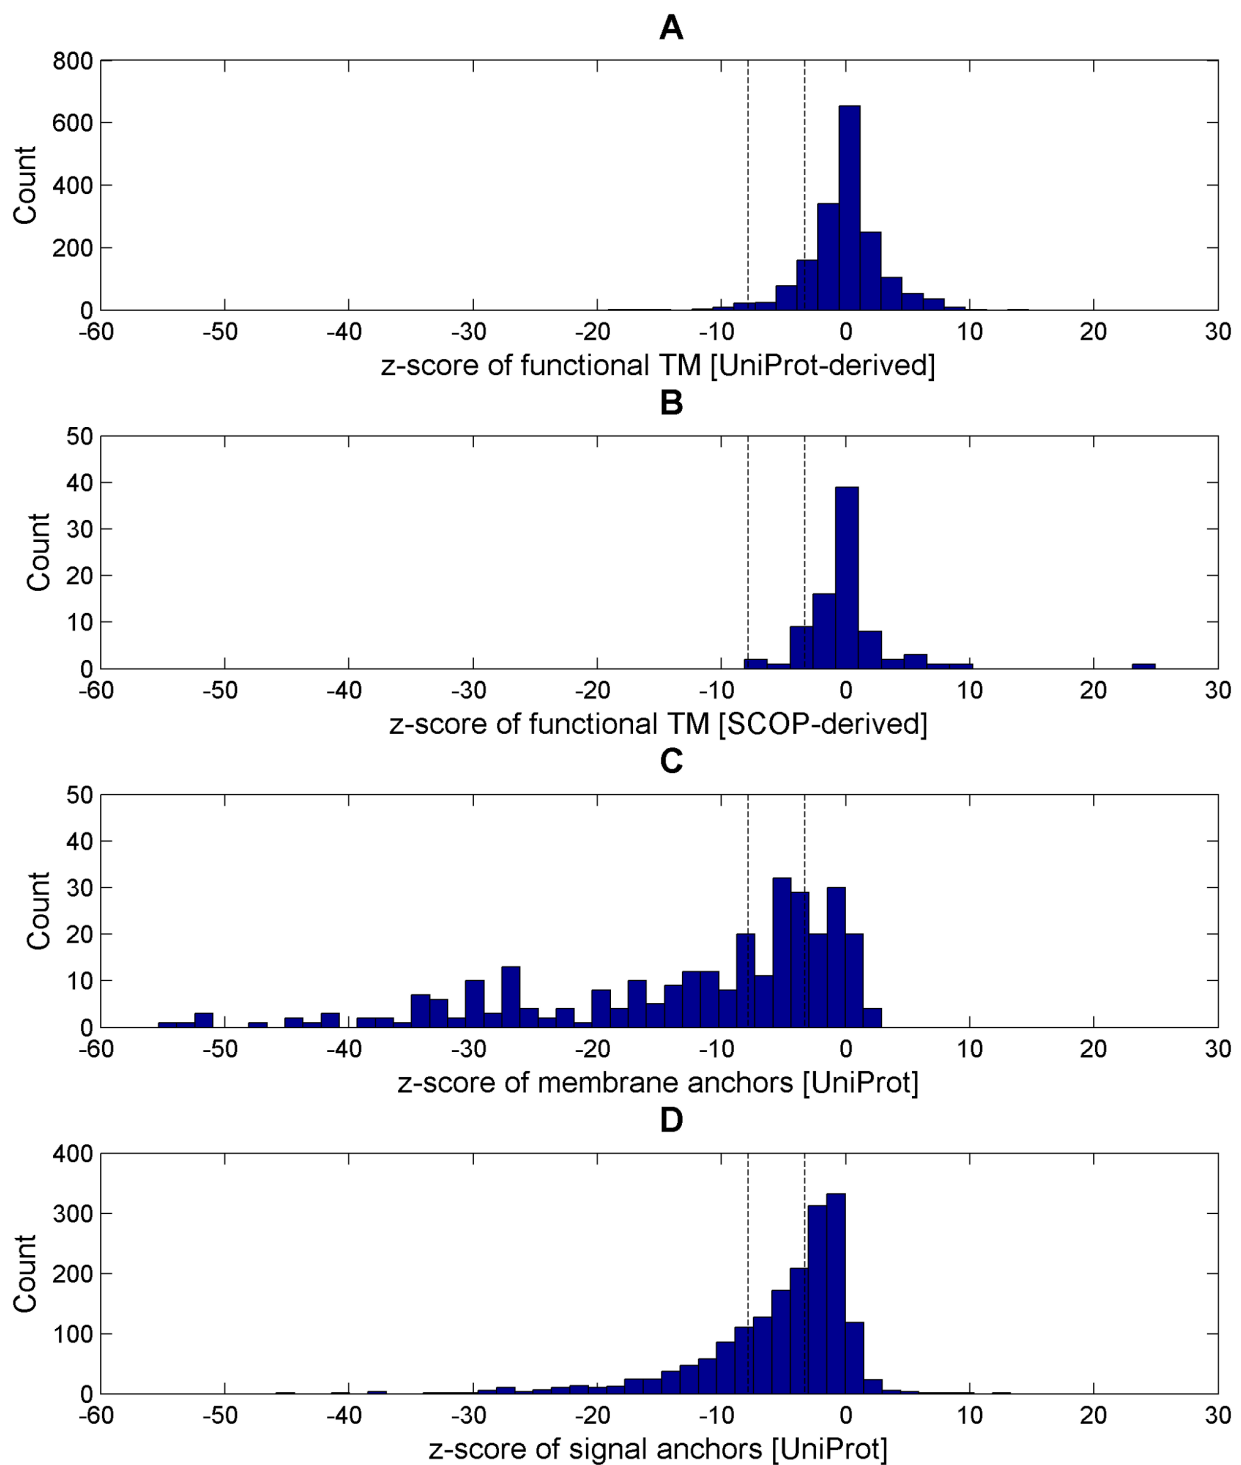 A
800
600
400
200
0
Count
-60 -50 -40 -30 -20 -10 0 10 20 30
z-score of functional TM [UniProt-derived]
B
50
40
30
20
10
0
Count
-60 -50 -40 -30 -20 -10 0 10 20 30
z-score of functional TM [SCOP-derived]
C
50
40
30
20
10
0
Count
-60 -50 -40 -30 -20 -10 0 10 20 30
z-score of membrane anchors [UniProt]
D
400
300
200
100
0
Count
-60 -50 -40 -30 -20 -10 0 10 20 30
z-score of signal anchors [UniProt]